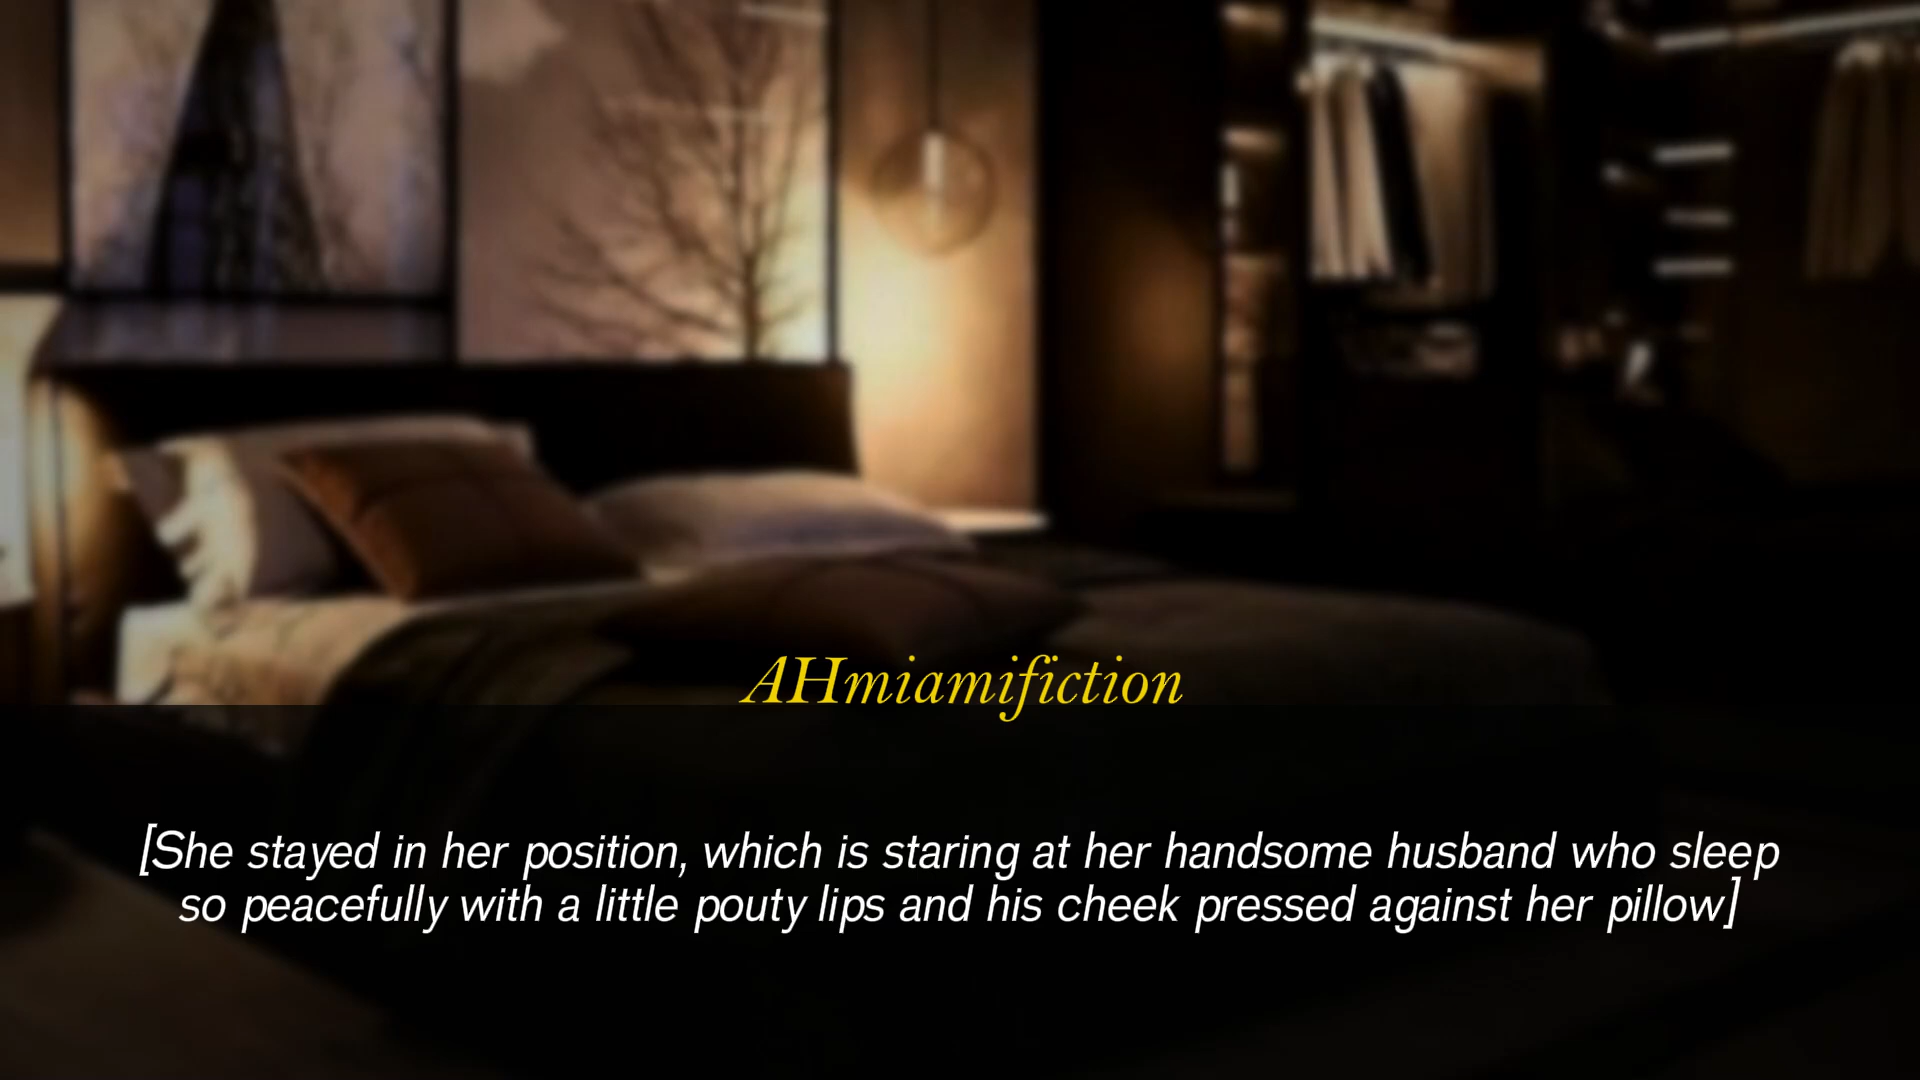 AHmiamifiction
[She stayed in her position, which is staring at her handsome husband who sleep
so peacefully with a little pouty lips and his cheek pressed against her pillow]